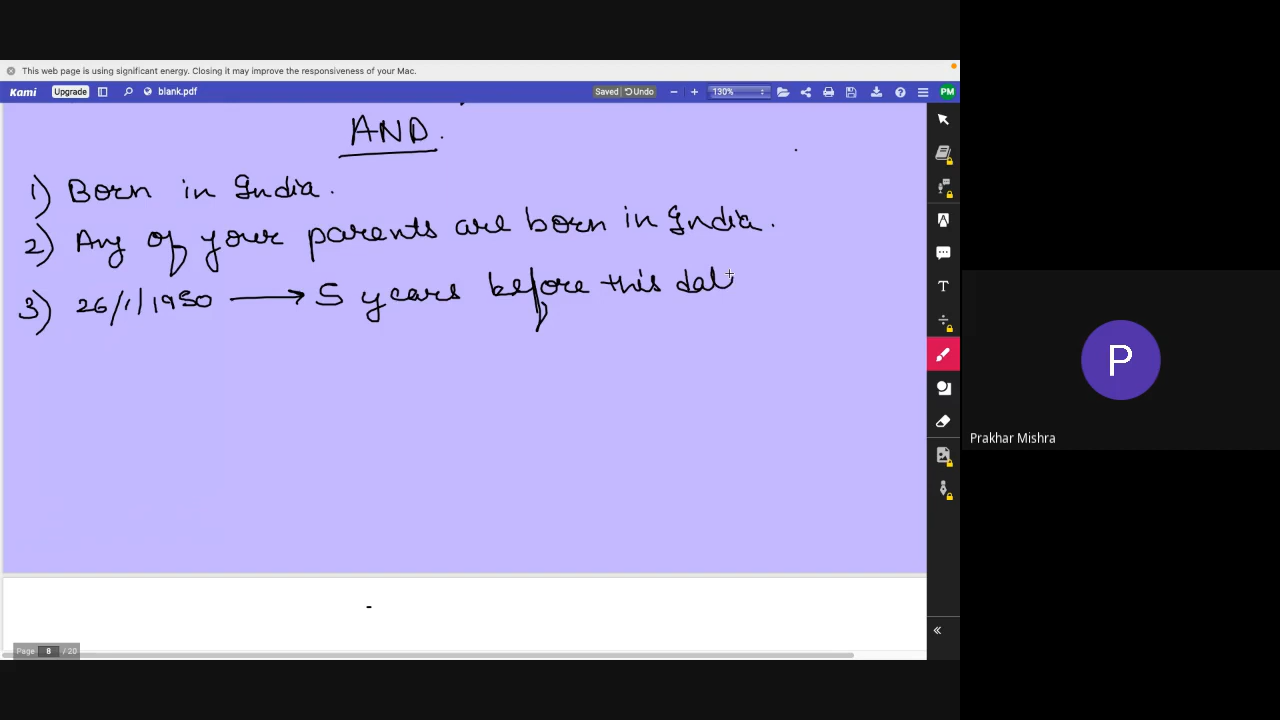 This web page is using significant energy. Closing it may improve the responsiveness of your Mac.
Kami Upgrade blank.pdf Saved Undo 130% PM
AND.
1) Born in India.
2) Any of your parents are born in India.
3) 26/1/1950 → 5 years before this dat
P
Prakhar Mishra
Page 8 / 20